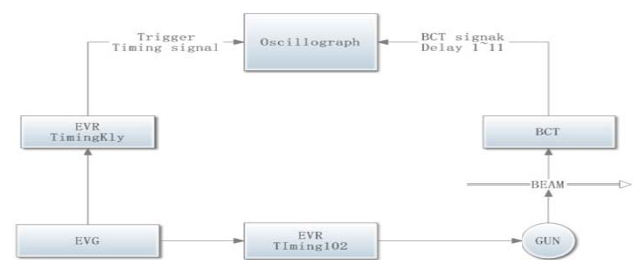 Trigger
Timing signal
Oscillograph
BCT signak
Delay 1~11
EVR
TimingKly
BCT
BEAM
EVG
EVR
TIming102
GUN